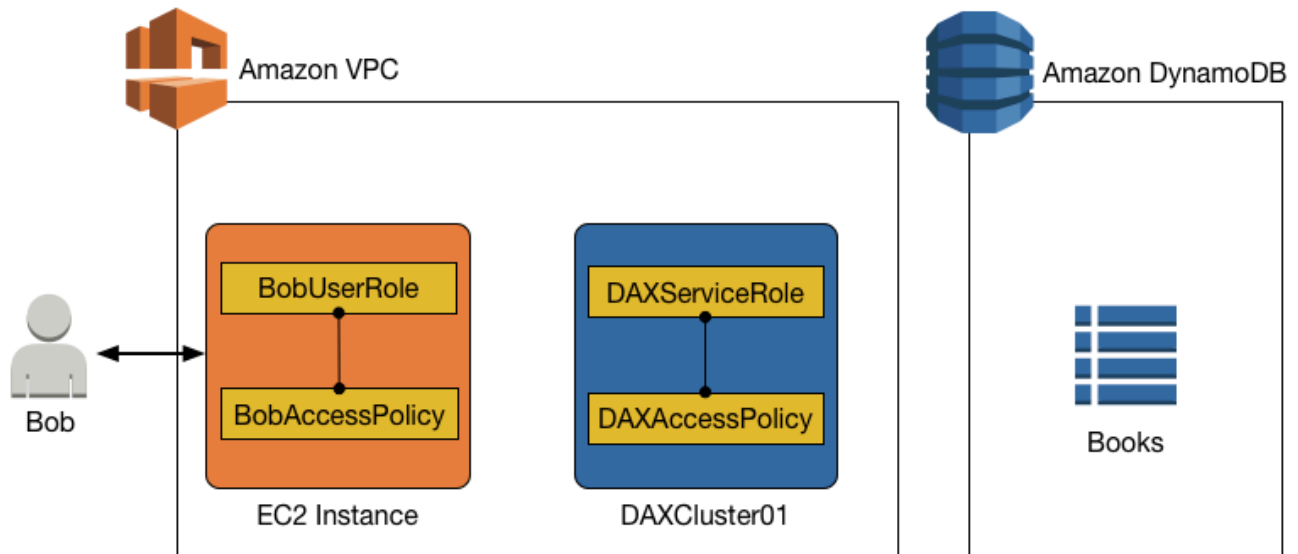 Amazon VPC
Amazon DynamoDB
BobUserRole
DAXServiceRole
BobAccessPolicy
DAXAccessPolicy
Bob
Books
EC2 Instance
DAXCluster01